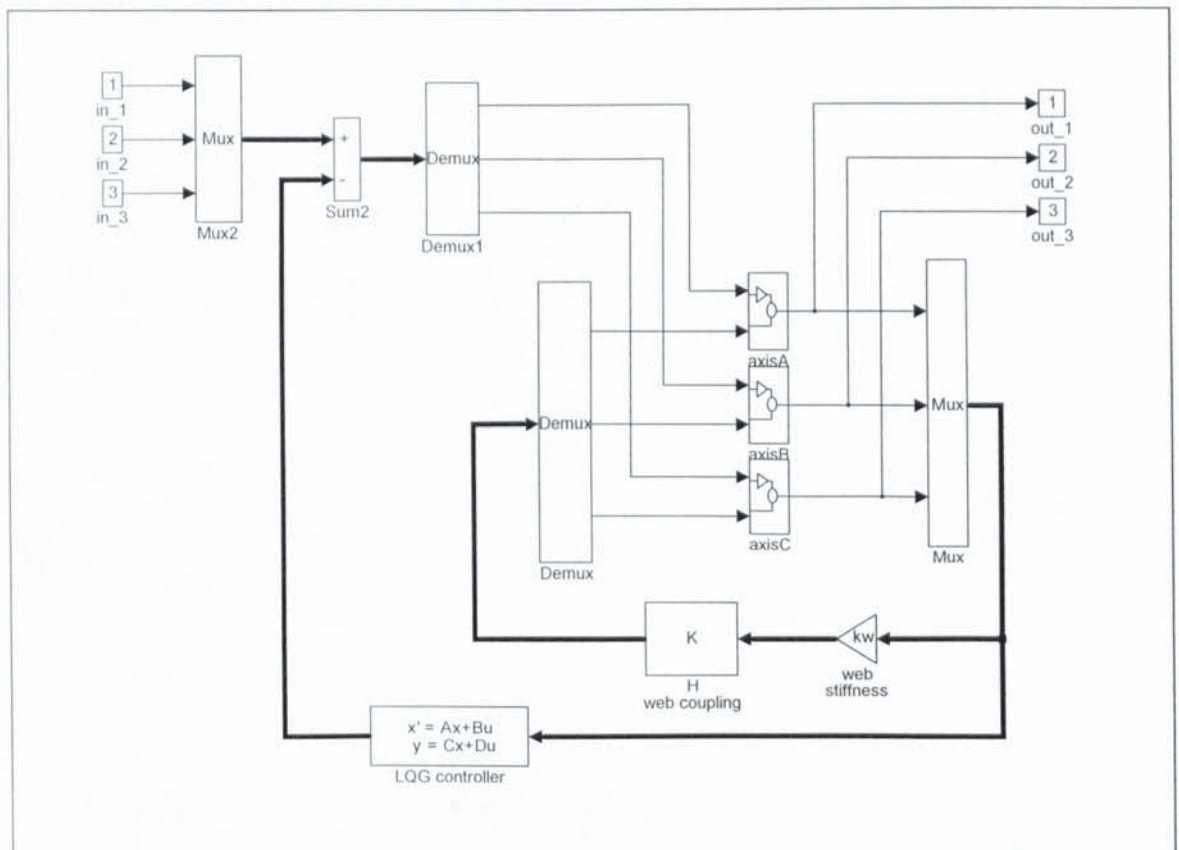 1
in_1
2
in_2
3
in_3
Mux
Mux2
+
-
Sum2
Demux
Demux1
1
out_1
2
out_2
3
out_3
axisA
axisB
axisC
Demux
Demux
Mux
Mux
K
H
web coupling
kw
web
stiffness
x' = Ax+Bu
y = Cx+Du
LQG controller